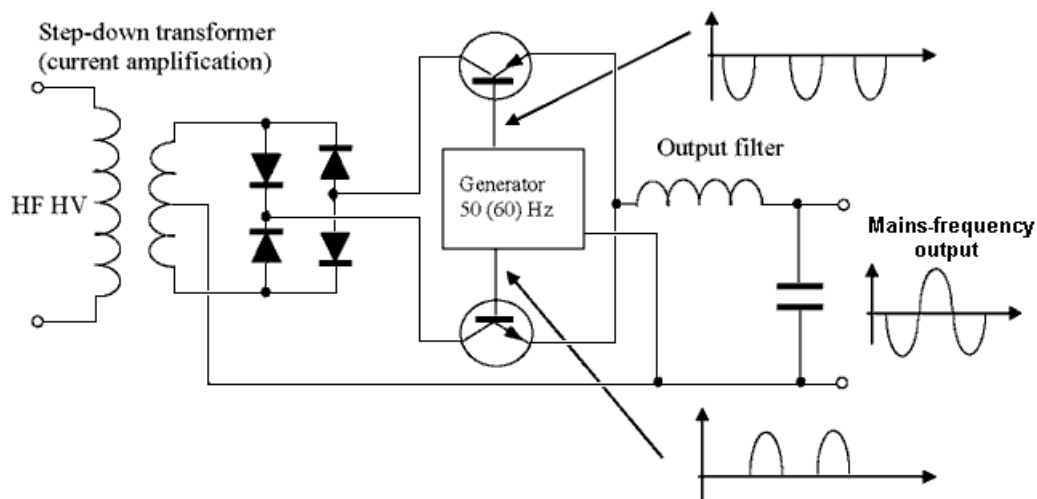 Step-down transformer
(current amplification)
HF HV
Generator
50 (60) Hz
Output filter
Mains-frequency
output